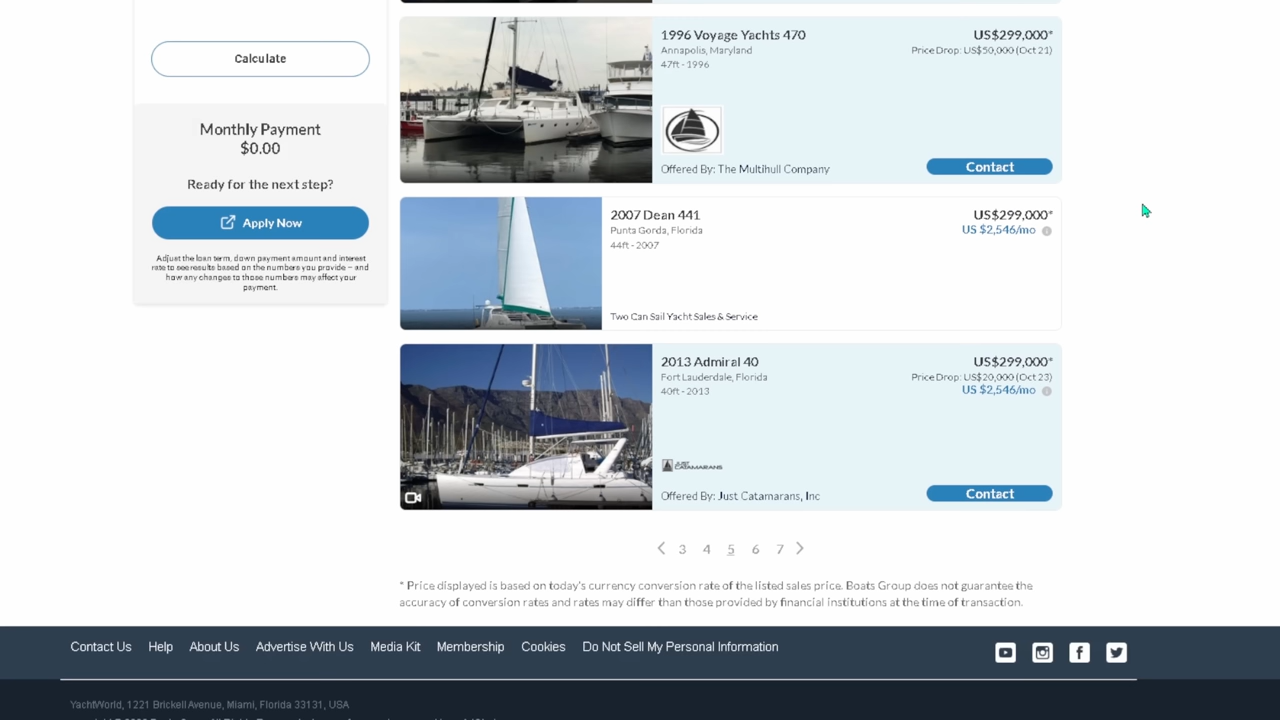 Calculate
Monthly Payment
$0.00
Ready for the next step?
Apply Now
Adjust the loan term, down payment amount and interest
rate to see results based on the numbers you provide – and
how any changes to those numbers may affect your
payment.
1996 Voyage Yachts 470
US$299,000*
Annapolis, Maryland
Price Drop: US$50,000 (Oct 21)
47ft - 1996
Offered By: The Multihull Company
Contact
2007 Dean 441
US$299,000*
Punta Gorda, Florida
US $2,546/mo
44ft - 2007
Two Can Sail Yacht Sales & Service
2013 Admiral 40
US$299,000*
Fort Lauderdale, Florida
Price Drop: US$20,000 (Oct 23)
40ft - 2013
US $2,546/mo
JUST
CATAMARANS
Offered By: Just Catamarans, Inc
Contact
3 4 5 6 7
* Price displayed is based on today's currency conversion rate of the listed sales price. Boats Group does not guarantee the
accuracy of conversion rates and rates may differ than those provided by financial institutions at the time of transaction.
Contact Us Help About Us Advertise With Us Media Kit Membership Cookies Do Not Sell My Personal Information
YachtWorld, 1221 Brickell Avenue, Miami, Florida 33131, USA